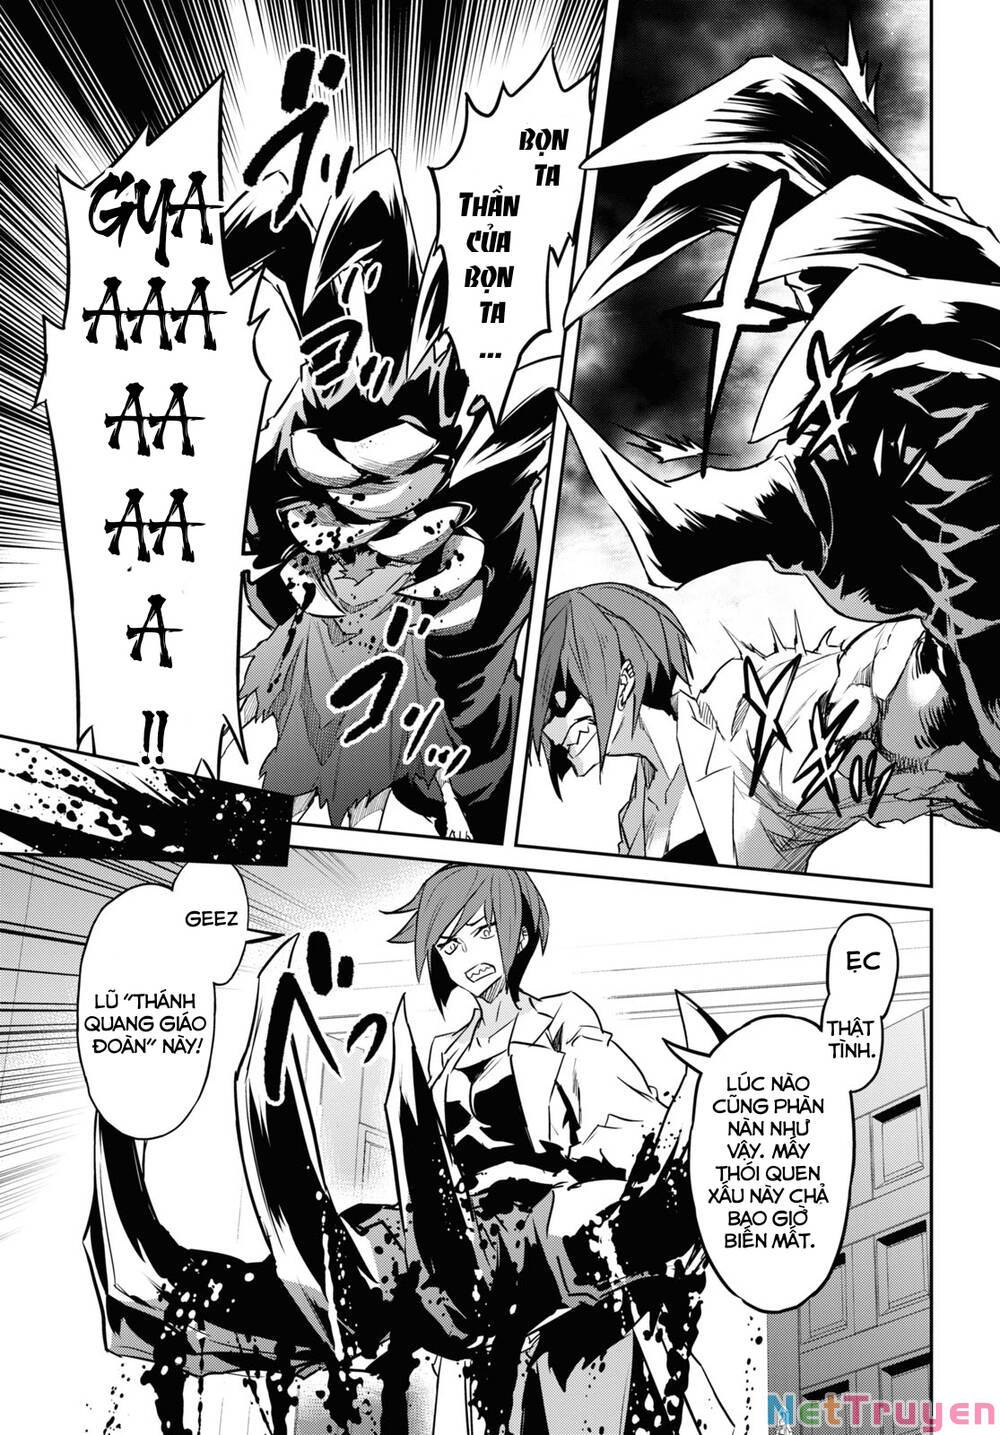 BỌN
TA
THẦN
CỦA
BỌN
TA
...
GYA
AAA
AA
AA
A
!!
ẸC
THẬT
TÌNH.
LÚC NÀO
CŨNG PHÀN
NÀN NHƯ
VẬY. MẤY
THÓI QUEN
XẤU NÀY CHẢ
BAO GIỜ
BIẾN MẤT.
GEEZ
LŨ "THÁNH
QUANG GIÁO
ĐOÀN" NÀY!
NetTruyen